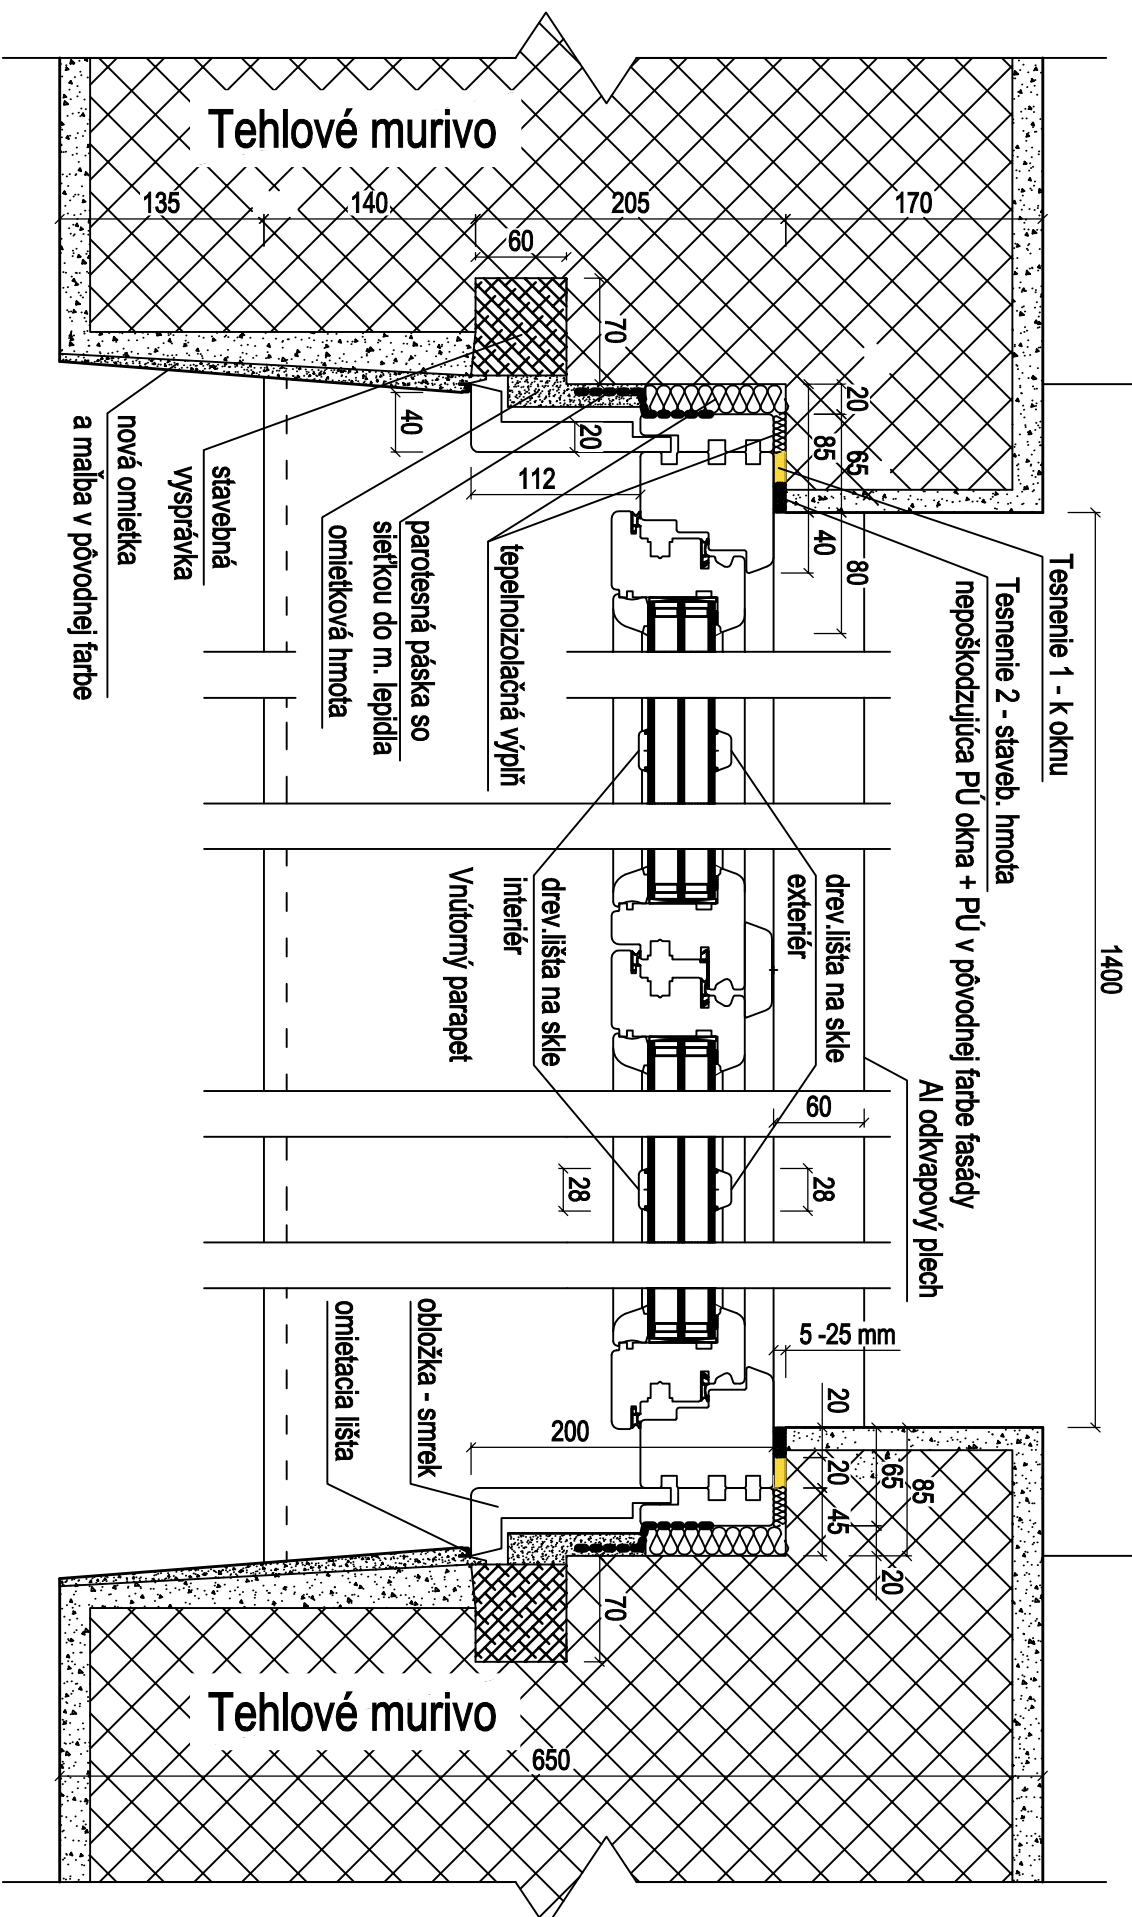 Tehlové murivo
135
140
205
170
60
70
20
85
65
40
80
40
20
112
Tesnenie 1 - k oknu
Tesnenie 2 - staveb. hmota
nepoškodzujúca PÚ okna + PÚ v pôvodnej farbe fasády
tepelnoizolačná výplň
parotesná páska so
sieťkou do m. lepidla
omietková hmota
stavebná
vysprávka
nová omietka
a maľba v pôvodnej farbe
1400
drev.lišta na skle
exteriér
drev.lišta na skle
interiér
Vnútorný parapet
Al odkvapový plech
60
28
28
5 -25 mm
obložka - smrek
omietacia lišta
200
20
20
45
65
85
20
70
Tehlové murivo
650